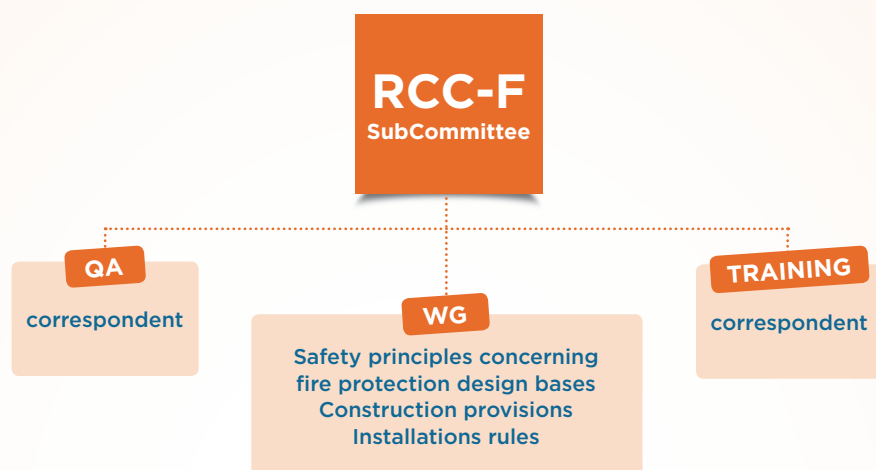 RCC-F
SubCommittee
QA
correspondent
WG
Safety principles concerning
fire protection design bases
Construction provisions
Installations rules
TRAINING
correspondent